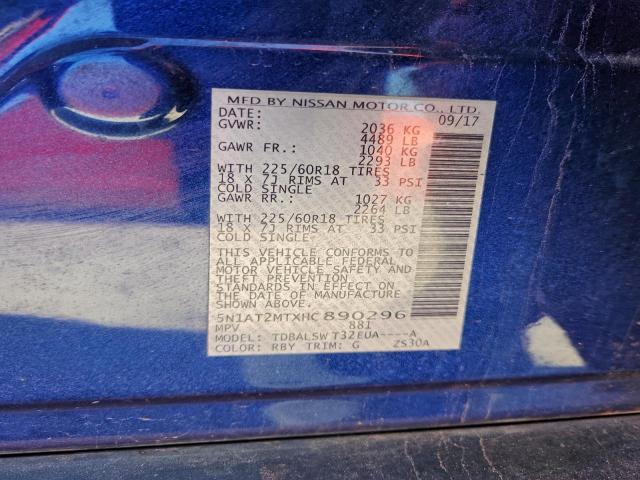 MFD BY NISSAN MOTOR CO., LTD.
DATE: 09/17
GVWR: 2036 KG
4489 LB
GAWR FR.: 1040 KG
2293 LB
WITH 225/60R18 TIRES
18 X 7J RIMS AT 33 PSI
COLD SINGLE
GAWR RR.: 1027 KG
2264 LB
WITH 225/60R18 TIRES
18 X 7J RIMS AT 33 PSI
COLD SINGLE
THIS VEHICLE CONFORMS TO
ALL APPLICABLE FEDERAL
MOTOR VEHICLE SAFETY AND
THEFT PREVENTION
STANDARDS IN EFFECT ON
THE DATE OF MANUFACTURE
SHOWN ABOVE.
5N1AT2MTXHC890296
MPV 881
MODEL: TDBALSW T32EUA----A
COLOR: RBY TRIM: G ZS30A